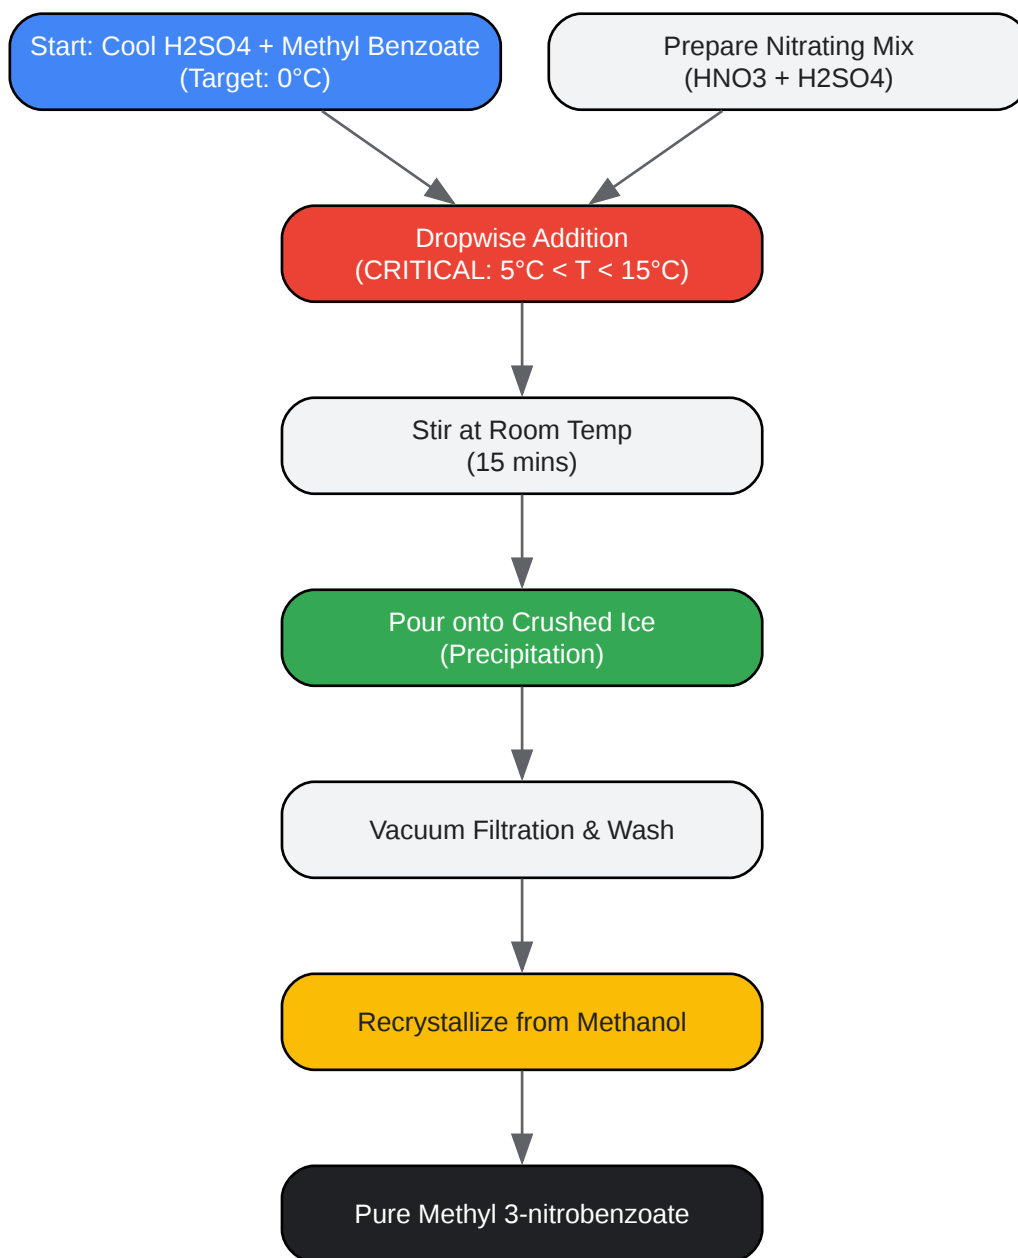 Start: Cool H2SO4 + Methyl Benzoate
(Target: 0°C)
Prepare Nitrating Mix
(HNO3 + H2SO4)
Dropwise Addition
(CRITICAL: 5°C < T < 15°C)
Stir at Room Temp
(15 mins)
Pour onto Crushed Ice
(Precipitation)
Vacuum Filtration & Wash
Recrystallize from Methanol
Pure Methyl 3-nitrobenzoate